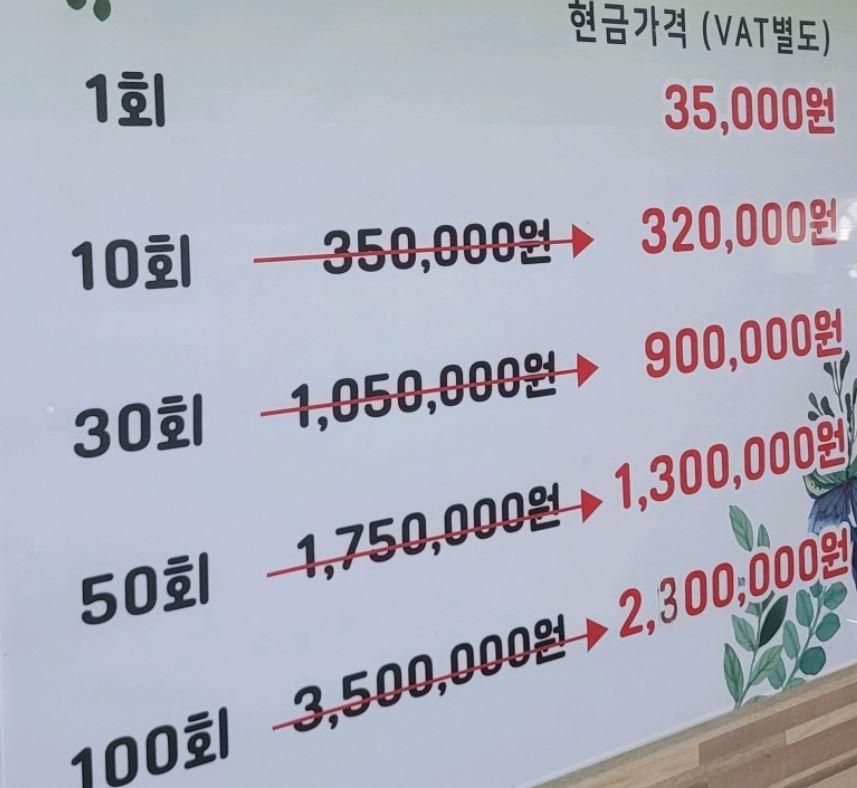 현금가격 (VAT별도)
1회 35,000원
10회 350,000원 320,000원
30회 1,050,000원 900,000원
50회 1,750,000원 1,300,000원
100회 3,500,000원 2,300,000원